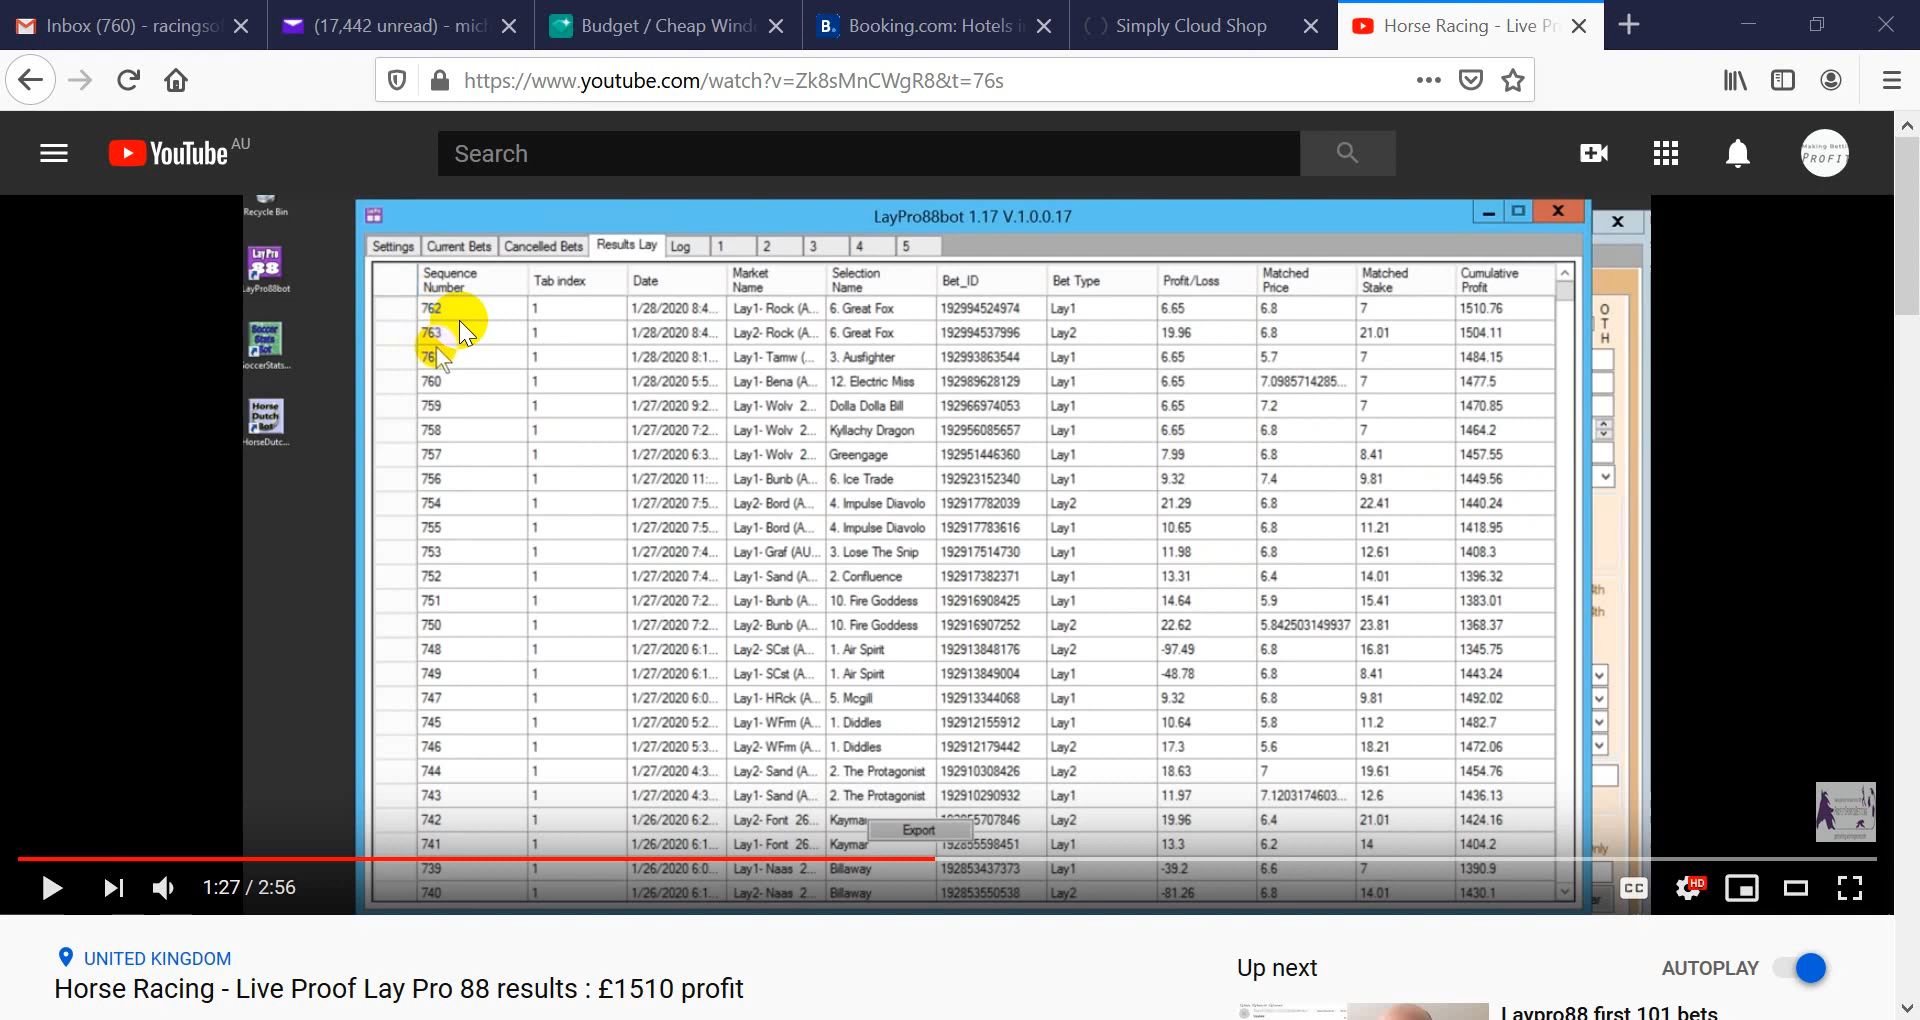 Inbox (760) - racingso
(17,442 unread) - mich
Budget / Cheap Wind
Booking.com: Hotels i
Simply Cloud Shop
Horse Racing - Live Pr
https://www.youtube.com/watch?v=Zk8sMnCWgR8&t=76s
YouTube AU
Search
Making Betti
PROFIT
Recycle Bin
LayPro88bot 1.17 V.1.0.0.17
Settings Current Bets Cancelled Bets Results Lay Log 1 2 3 4 5
Sequence Number Tab index Date Market Name Selection Name Bet_ID Bet Type Profit/Loss Matched Price Matched Stake Cumulative Profit
762 1 1/28/2020 8:4... Lay1- Rock (A... 6. Great Fox 192994524974 Lay1 6.65 6.8 7 1510.76
763 1 1/28/2020 8:4... Lay2- Rock (A... 6. Great Fox 192994537996 Lay2 19.96 6.8 21.01 1504.11
76 1 1/28/2020 8:1... Lay1- Tamw (... 3. Ausfighter 192993863544 Lay1 6.65 5.7 7 1484.15
760 1 1/28/2020 5:5... Lay1- Bena (A... 12. Electric Miss 192989628129 Lay1 6.65 7.0985714285... 7 1477.5
759 1 1/27/2020 9:2... Lay1- Wolv 2... Dolla Dolla Bill 192966974053 Lay1 6.65 7.2 7 1470.85
758 1 1/27/2020 7:2... Lay1- Wolv 2... Kyllachy Dragon 192956085657 Lay1 6.65 6.8 7 1464.2
757 1 1/27/2020 6:3... Lay1- Wolv 2... Greengage 192951446360 Lay1 7.99 6.8 8.41 1457.55
756 1 1/27/2020 11:... Lay1- Bunb (A... 6. Ice Trade 192923152340 Lay1 9.32 7.4 9.81 1449.56
754 1 1/27/2020 7:5... Lay2- Bord (A... 4. Impulse Diavolo 192917782039 Lay2 21.29 6.8 22.41 1440.24
755 1 1/27/2020 7:5... Lay1- Bord (A... 4. Impulse Diavolo 192917783616 Lay1 10.65 6.8 11.21 1418.95
753 1 1/27/2020 7:4... Lay1- Graf (AU... 3. Lose The Snip 192917514730 Lay1 11.98 6.8 12.61 1408.3
752 1 1/27/2020 7:4... Lay1- Sand (A... 2. Confluence 192917382371 Lay1 13.31 6.4 14.01 1396.32
751 1 1/27/2020 7:2... Lay1- Bunb (A... 10. Fire Goddess 192916908425 Lay1 14.64 5.9 15.41 1383.01
750 1 1/27/2020 7:2... Lay2- Bunb (A... 10. Fire Goddess 192916907252 Lay2 22.62 5.842503149937 23.81 1368.37
748 1 1/27/2020 6:1... Lay2- SCst (A... 1. Air Spirit 192913848176 Lay2 -97.49 6.8 16.81 1345.75
749 1 1/27/2020 6:1... Lay1- SCst (A... 1. Air Spirit 192913849004 Lay1 -48.78 6.8 8.41 1443.24
747 1 1/27/2020 6:0... Lay1- HRck (A... 5. Mcgill 192913344068 Lay1 9.32 6.8 9.81 1492.02
745 1 1/27/2020 5:2... Lay1- WFrm (A... 1. Diddles 192912155912 Lay1 10.64 5.8 11.2 1482.7
746 1 1/27/2020 5:3... Lay2- WFrm (A... 1. Diddles 192912179442 Lay2 17.3 5.6 18.21 1472.06
744 1 1/27/2020 4:3... Lay2- Sand (A... 2. The Protagonist 192910308426 Lay2 18.63 7 19.61 1454.76
743 1 1/27/2020 4:3... Lay1- Sand (A... 2. The Protagonist 192910290932 Lay1 11.97 7.1203174603... 12.6 1436.13
742 1 1/26/2020 6:2... Lay2- Font 26... Kaymar 5707846 Lay2 19.96 6.4 21.01 1424.16
Export
741 1 1/26/2020 6:1... Lay1- Font 26... Kaymar 192855598451 Lay1 13.3 6.2 14 1404.2
739 1 1/26/2020 6:0... Lay1- Naas 2... Billaway 192853437373 Lay1 -39.2 6.6 7 1390.9
740 1 1/26/2020 6:1... Lay2- Naas 2... Billaway 192853550538 Lay2 -81.26 6.8 14.01 1430.1
Lay Pro
88
LayPro88bot
Soccer
Stats
Bot
SoccerStats...
Horse
Dutch
Bot
HorseDutc...
O
T
H
1:27 / 2:56
CC
HD
UNITED KINGDOM
Horse Racing - Live Proof Lay Pro 88 results : £1510 profit
Up next
AUTOPLAY
Laypro88 first 101 bets